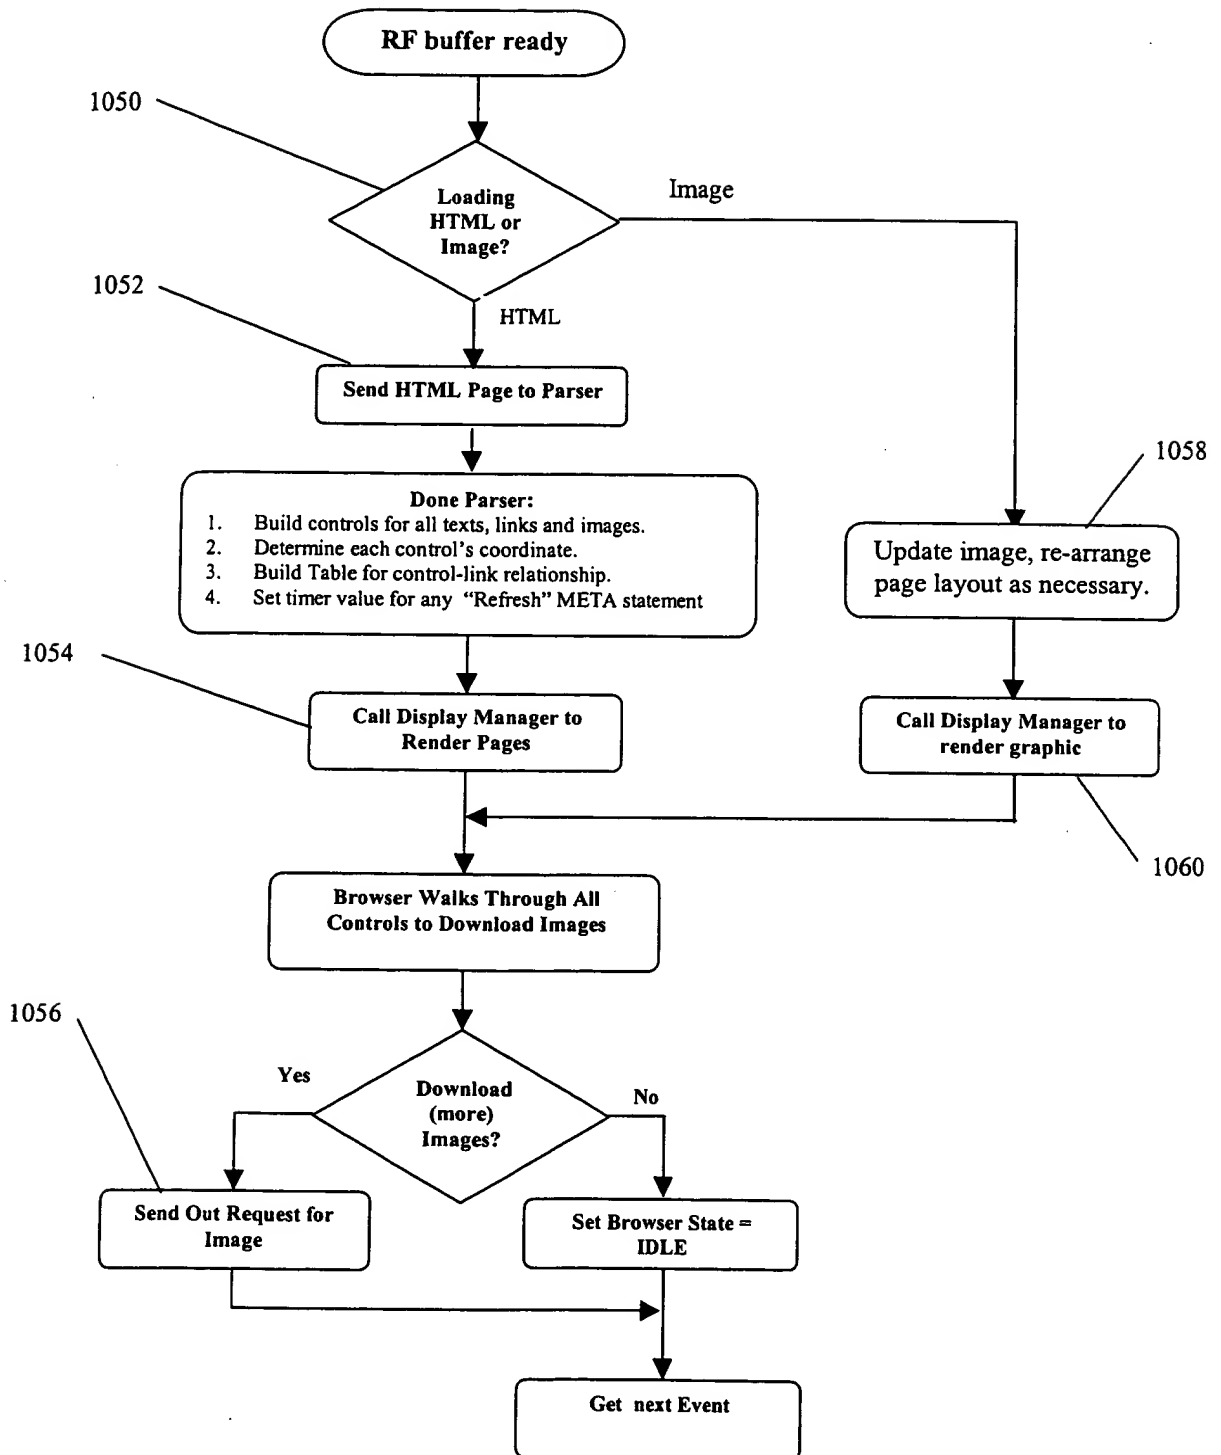 RF buffer ready
1050
Loading
HTML or
Image?
Image
1052
HTML
Send HTML Page to Parser
1058
Done Parser:
1. Build controls for all texts, links and images.
2. Determine each control's coordinate.
3. Build Table for control-link relationship.
4. Set timer value for any "Refresh" META statement
Update image, re-arrange
page layout as necessary.
1054
Call Display Manager to
Render Pages
Call Display Manager to
render graphic
1060
Browser Walks Through All
Controls to Download Images
1056
Yes
Download
(more)
Images?
No
Send Out Request for
Image
Set Browser State =
IDLE
Get next Event